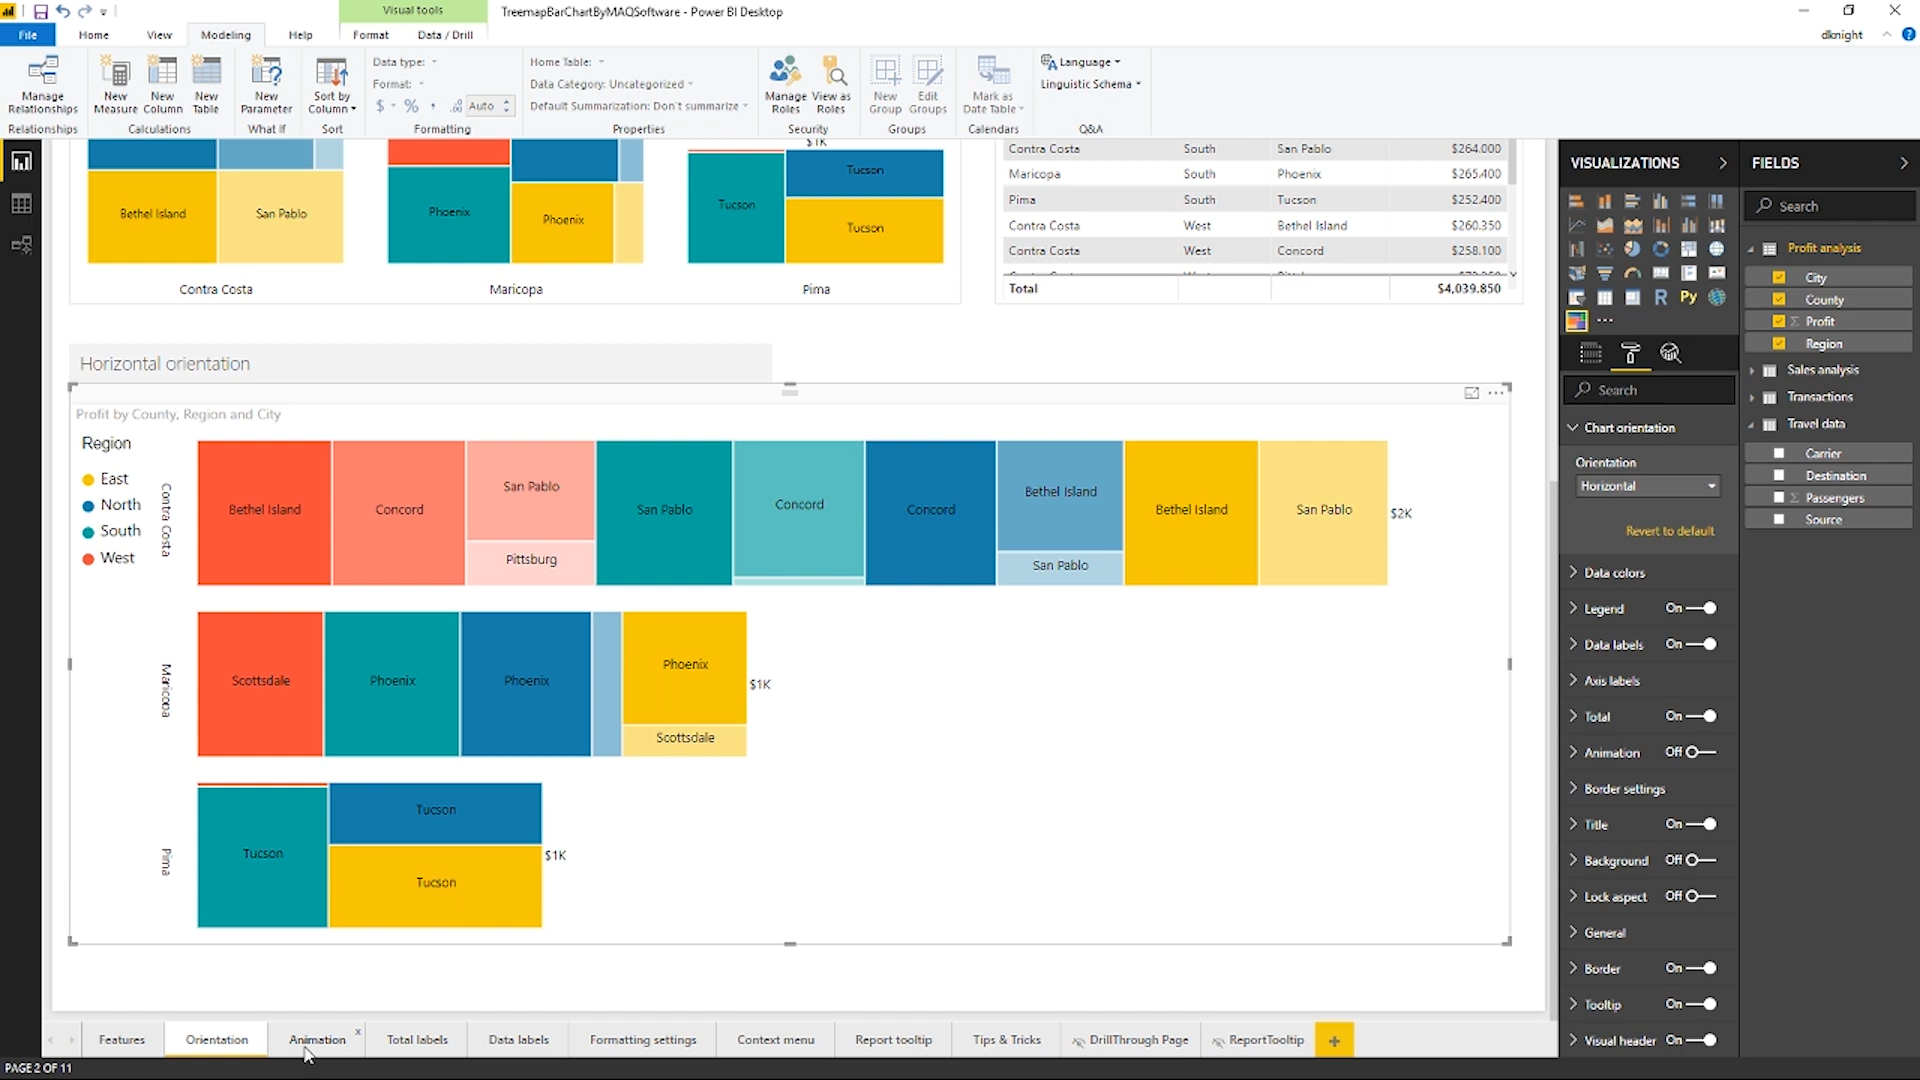 Visual tools
TreemapBarChartByMAQSoftware - Power BI Desktop
File
Home
View
Modeling
Help
Format
Data / Drill
dknight
Manage Relationships
New Measure
New Column
New Table
New Parameter
Sort by Column
Data type:
Format:
$ % , Auto
Home Table:
Data Category: Uncategorized
Default Summarization: Don't summarize
Manage Roles
View as Roles
New Group
Edit Groups
Mark as Date Table
Language
Linguistic Schema
Relationships
Calculations
What If
Sort
Formatting
Properties
Security
Groups
Calendars
Q&A
Bethel Island
San Pablo
Contra Costa
Phoenix
Phoenix
Maricopa
$1K
Tucson
Tucson
Tucson
Pima
Contra Costa South San Pablo $264.000
Maricopa South Phoenix $265.400
Pima South Tucson $252.400
Contra Costa West Bethel Island $260.350
Contra Costa West Concord $258.100
Total $4,039.850
Horizontal orientation
Profit by County, Region and City
Region
East
North
South
West
Contra Costa
Bethel Island
Concord
San Pablo
Pittsburg
San Pablo
Concord
Concord
Bethel Island
San Pablo
Bethel Island
San Pablo
$2K
Maricopa
Scottsdale
Phoenix
Phoenix
Phoenix
Scottsdale
$1K
Pima
Tucson
Tucson
Tucson
$1K
VISUALIZATIONS
R
Py
Search
Chart orientation
Orientation
Horizontal
Revert to default
Data colors
Legend On
Data labels On
Axis labels
Total On
Animation Off
Border settings
Title On
Background Off
Lock aspect Off
General
Border On
Tooltip On
Visual header On
FIELDS
Search
Profit analysis
City
County
Profit
Region
Sales analysis
Transactions
Travel data
Carrier
Destination
Passengers
Source
Features
Orientation
Animation
Total labels
Data labels
Formatting settings
Context menu
Report tooltip
Tips & Tricks
DrillThrough Page
ReportTooltip
PAGE 2 OF 11